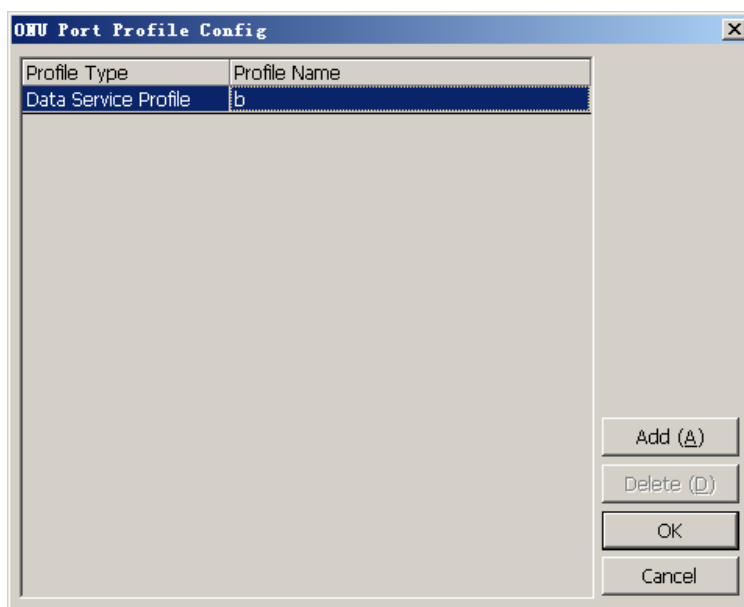 ONU Port Profile Config
Profile Type Profile Name
Data Service Profile b
Add (A)
Delete (D)
OK
Cancel